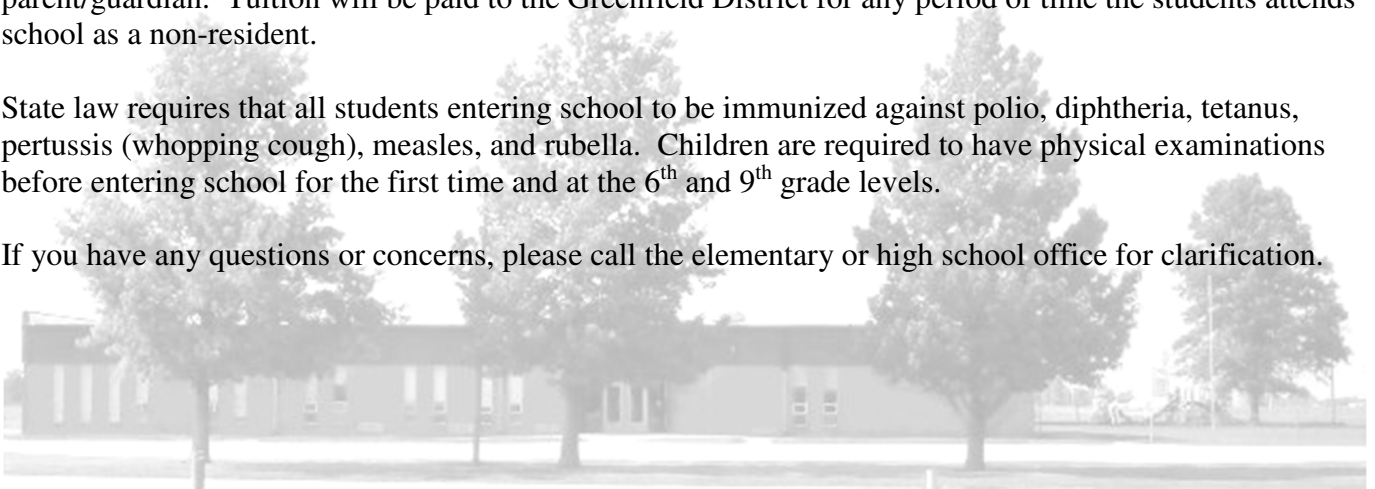 parent/guardian. Tuition will be paid to the Greenfield District for any period of time the students attends
school as a non-resident.
State law requires that all students entering school to be immunized against polio, diphtheria, tetanus,
pertussis (whopping cough), measles, and rubella. Children are required to have physical examinations
before entering school for the first time and at the 6th and 9th grade levels.
If you have any questions or concerns, please call the elementary or high school office for clarification.